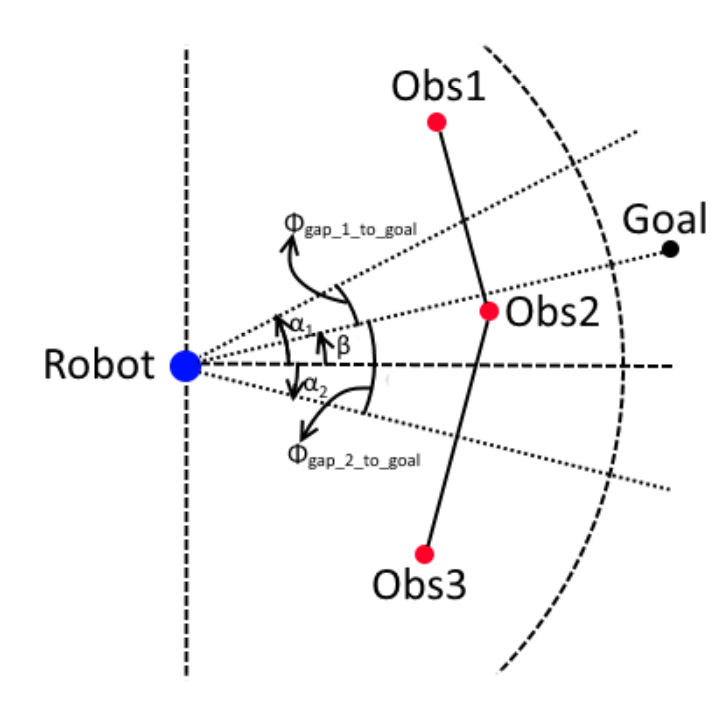 Obs1
Goal
Φgap_1_to_goal
α1
β
Obs2
Robot
α2
Φgap_2_to_goal
Obs3